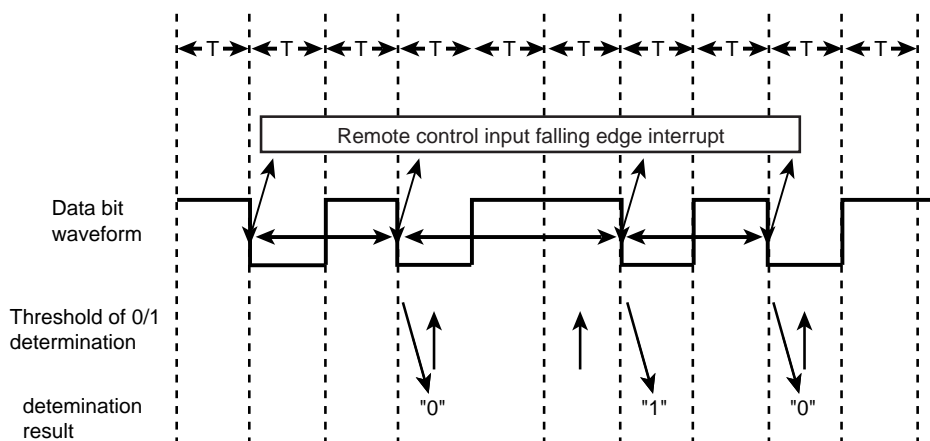 T T T T T T T T T T
Remote control input falling edge interrupt
Data bit
waveform
Threshold of 0/1
determination
"0" "1" "0"
detemination
result